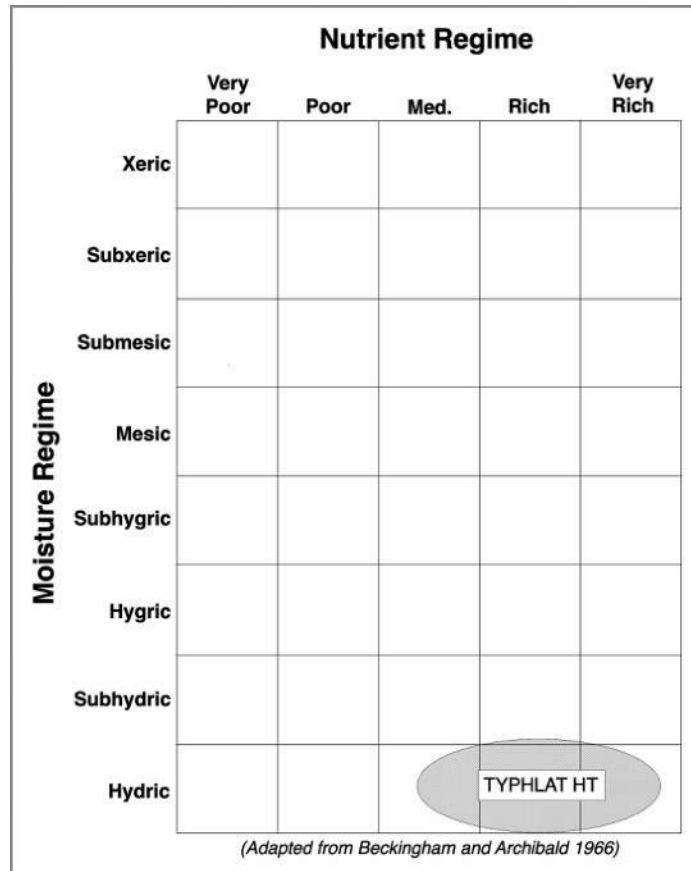 Nutrient Regime
Very Poor
Poor
Med.
Rich
Very Rich
Moisture Regime
Xeric
Subxeric
Submesic
Mesic
Subhygric
Hygric
Subhydric
Hydric
TYPHLAT HT
(Adapted from Beckingham and Archibald 1966)